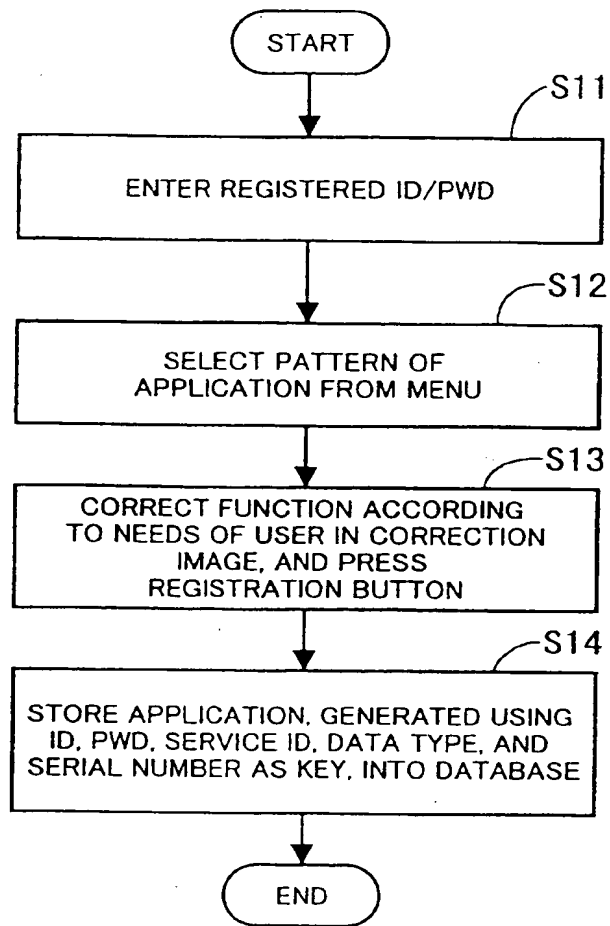 START
S11
ENTER REGISTERED ID/PWD
S12
SELECT PATTERN OF
APPLICATION FROM MENU
S13
CORRECT FUNCTION ACCORDING
TO NEEDS OF USER IN CORRECTION
IMAGE, AND PRESS
REGISTRATION BUTTON
S14
STORE APPLICATION, GENERATED USING
ID, PWD, SERVICE ID, DATA TYPE, AND
SERIAL NUMBER AS KEY, INTO DATABASE
END